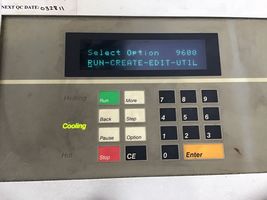 NEXT QC DATE: 032811
Select Option 9600
RUN-CREATE-EDIT-UTIL
Heating
Run
More
7
8
9
Cooling
Back
Step
4
5
6
Pause
Option
1
2
3
Hot
Stop
CE
0
Enter